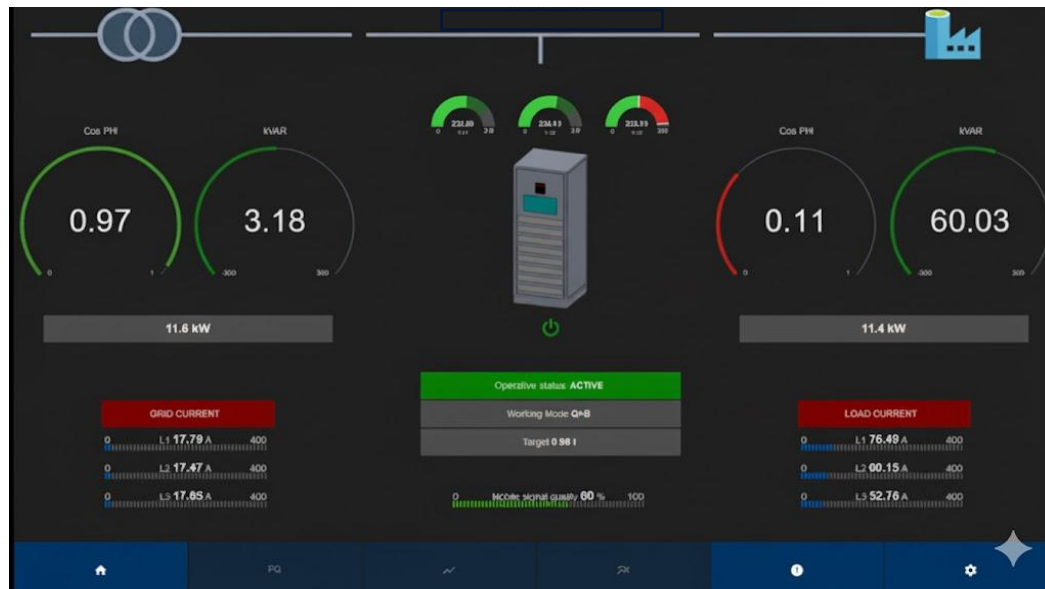 Cos PHI
kVAR
0.97
3.18
0
1
-300
300
11.6 kW
GRID CURRENT
0 L1 17.79 A 400
0 L2 17.47 A 400
0 L3 17.65 A 400
0
0
0
300
Operative status ACTIVE
Working Mode Q+B
Target 0 98 I
0 signal quality 60 % 100
Cos PHI
kVAR
0.11
60.03
0
1
-300
300
11.4 kW
LOAD CURRENT
0 L1 76.49 A 400
0 L2 60.15 A 400
0 L3 52.76 A 400
PQ